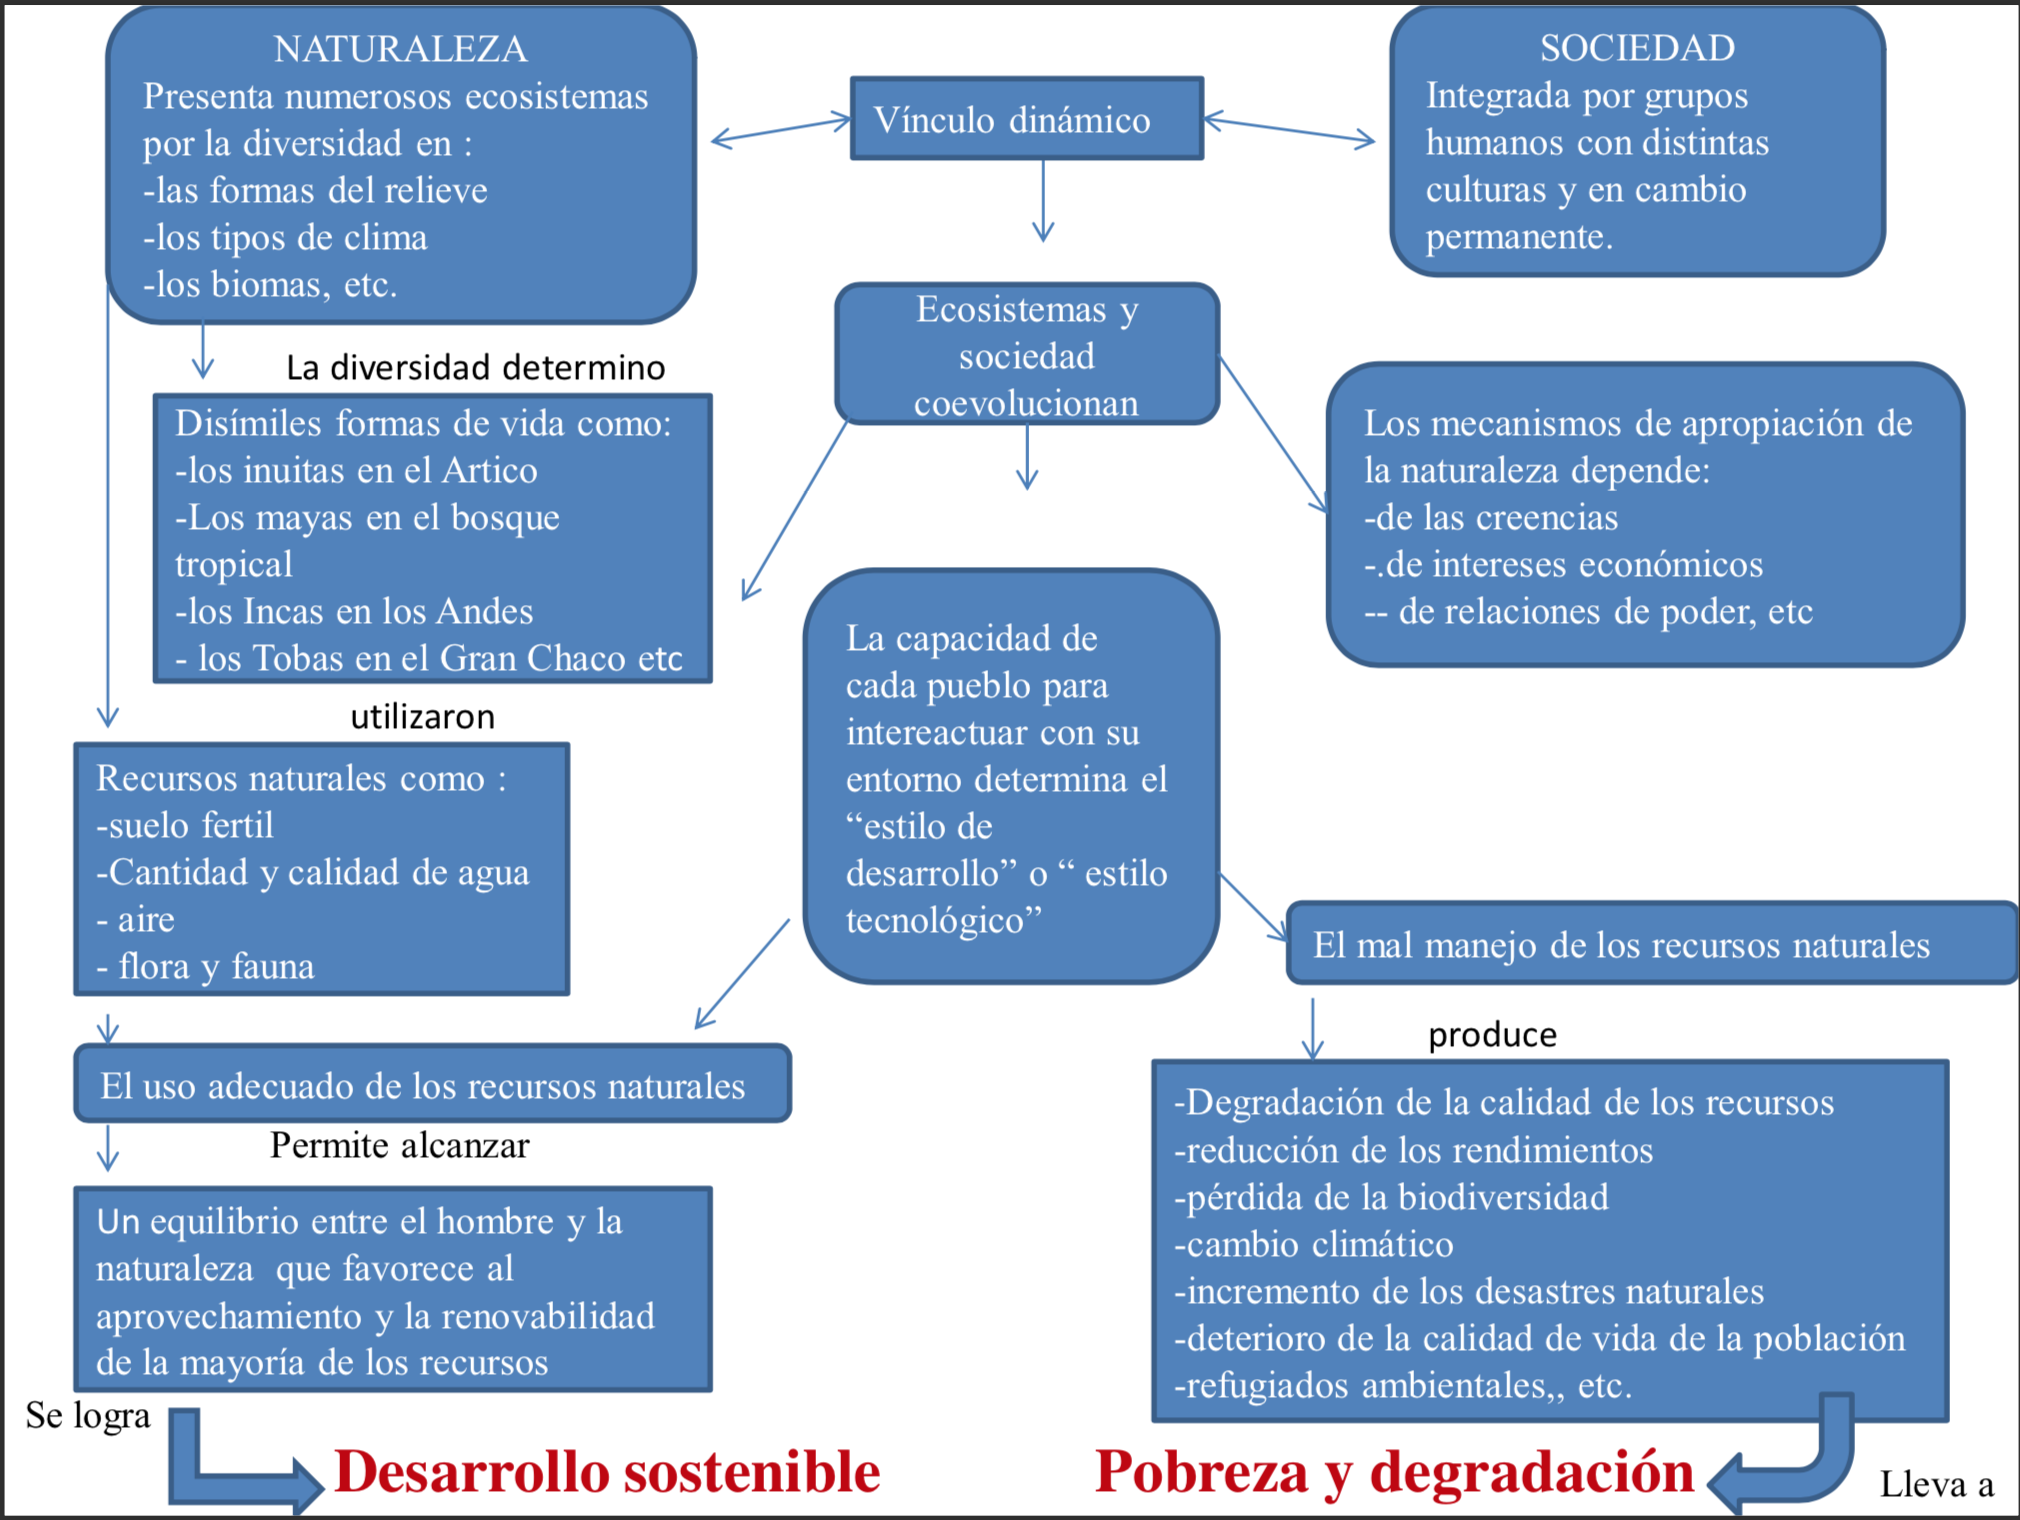 NATURALEZA
Presenta numerosos ecosistemas
por la diversidad en :
-las formas del relieve
-los tipos de clima
-los biomas, etc.
Vínculo dinámico
SOCIEDAD
Integrada por grupos
humanos con distintas
culturas y en cambio
permanente.
Ecosistemas y
sociedad
coevolucionan
La diversidad determino
Disímiles formas de vida como:
-los inuitas en el Artico
-Los mayas en el bosque
tropical
-los Incas en los Andes
- los Tobas en el Gran Chaco etc
Los mecanismos de apropiación de
la naturaleza depende:
-de las creencias
-.de intereses económicos
-- de relaciones de poder, etc
La capacidad de
cada pueblo para
intereactuar con su
entorno determina el
“estilo de
desarrollo” o “ estilo
tecnológico”
utilizaron
Recursos naturales como :
-suelo fertil
-Cantidad y calidad de agua
- aire
- flora y fauna
El mal manejo de los recursos naturales
produce
El uso adecuado de los recursos naturales
Permite alcanzar
Un equilibrio entre el hombre y la
naturaleza  que favorece al
aprovechamiento y la renovabilidad
de la mayoría de los recursos
-Degradación de la calidad de los recursos
-reducción de los rendimientos
-pérdida de la biodiversidad
-cambio climático
-incremento de los desastres naturales
-deterioro de la calidad de vida de la población
-refugiados ambientales,, etc.
Se logra
Desarrollo sostenible
Pobreza y degradación
Lleva a